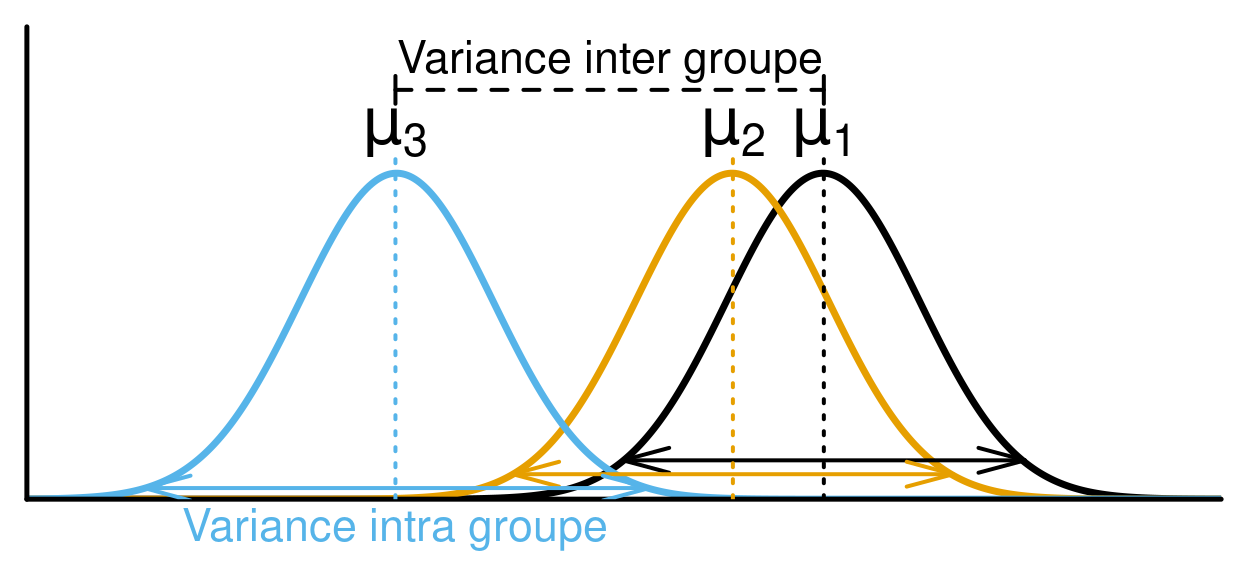 Variance inter groupe
μ₃ μ₂ μ₁
Variance intra groupe